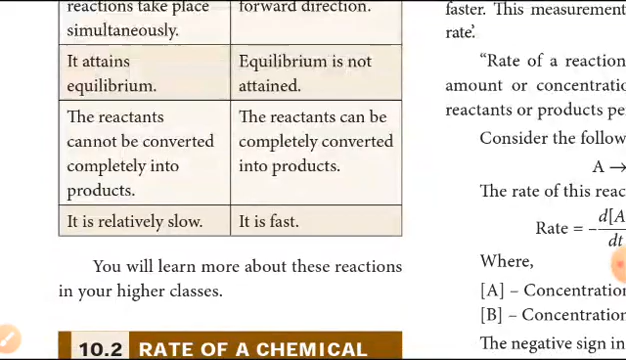 reactions take place
simultaneously.
forward direction.
It attains
equilibrium.
Equilibrium is not
attained.
The reactants
cannot be converted
completely into
products.
The reactants can be
completely converted
into products.
It is relatively slow.
It is fast.
You will learn more about these reactions
in your higher classes.
10.2 RATE OF A CHEMICAL
faster. This measurement
rate'.
“Rate of a reaction
amount or concentratio
reactants or products pe
Consider the follow
A →
The rate of this reac
Rate = – d[A
dt
Where,
[A] – Concentration
[B] – Concentration
The negative sign in